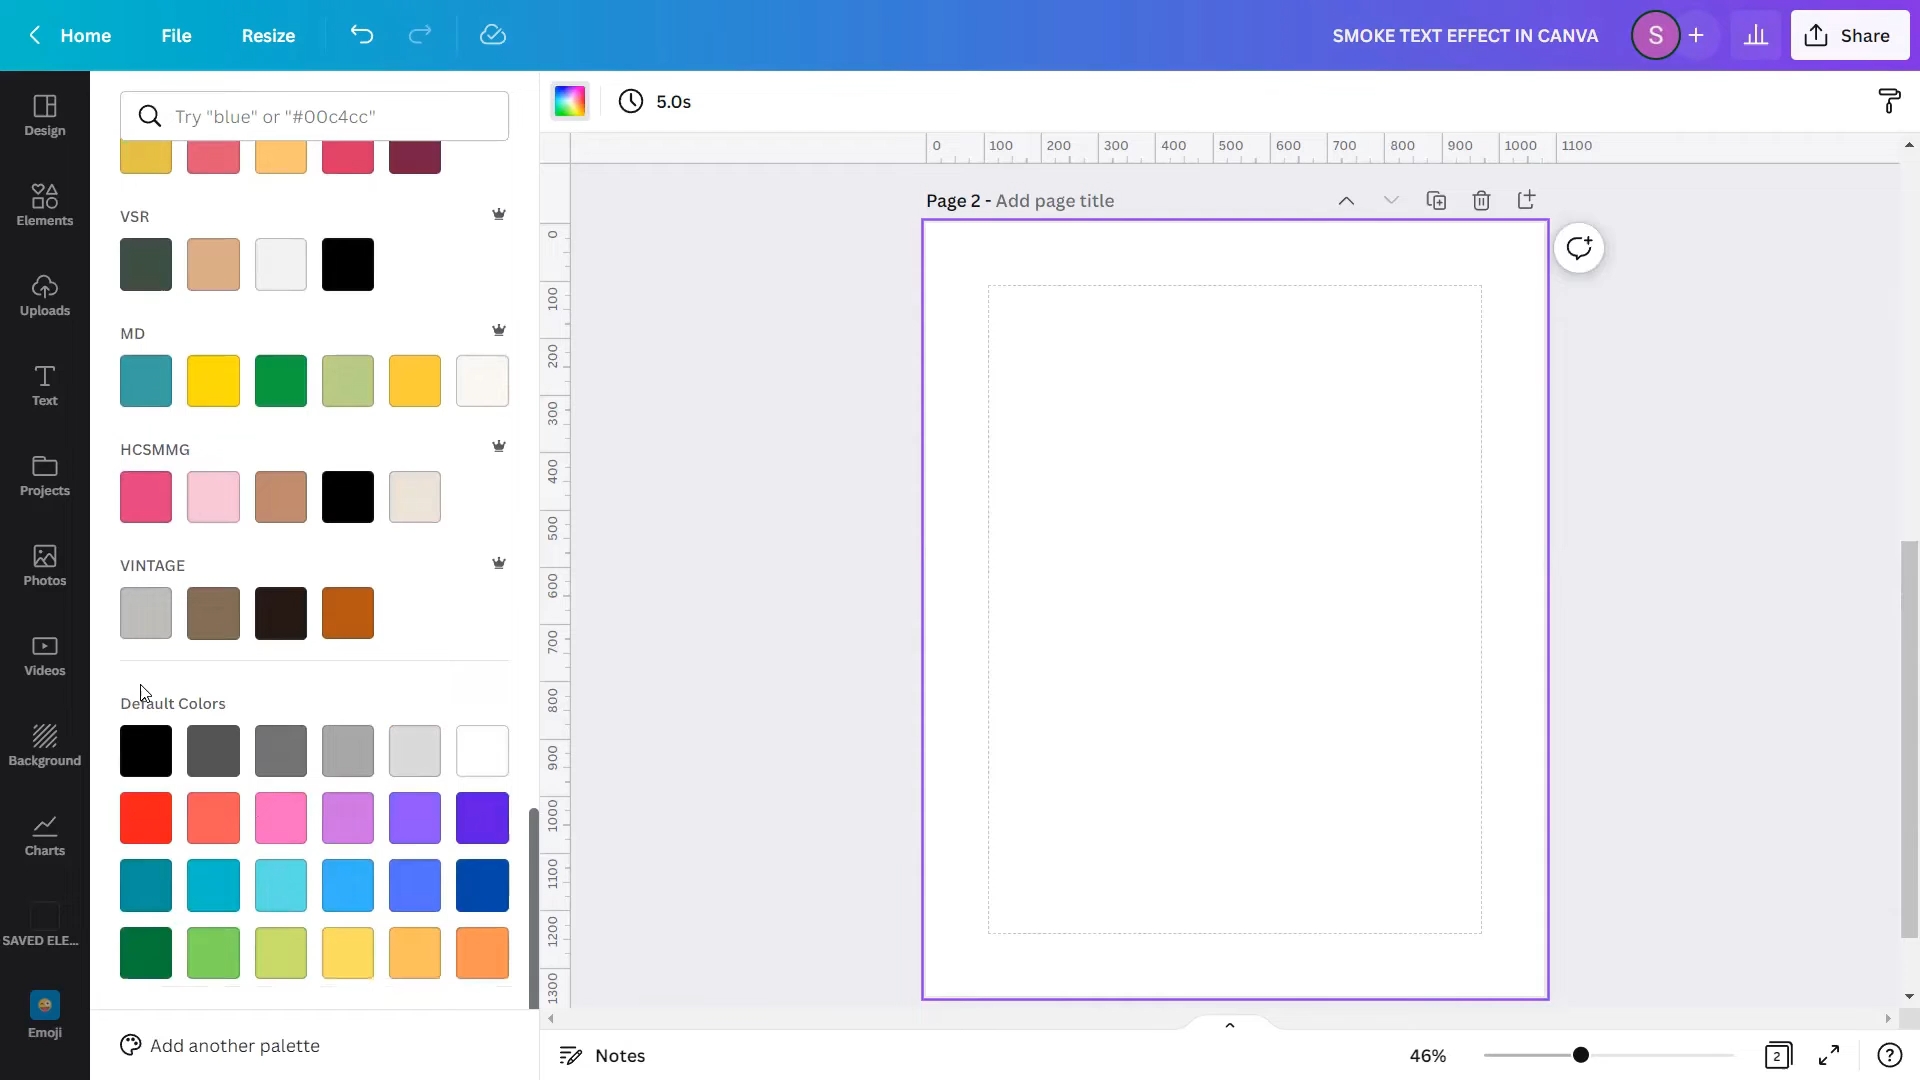 Home File Resize SMOKE TEXT EFFECT IN CANVA S + Share
Design
Elements
Uploads
Text
Projects
Photos
Videos
Background
Charts
SAVED ELE...
Emoji
Try "blue" or "#00c4cc"
VSR
MD
HCSMMG
VINTAGE
Default Colors
Add another palette
5.0s
0 100 200 300 400 500 600 700 800 900 1000 1100
0
100
200
300
400
500
600
700
800
900
1000
1100
1200
1300
Page 2 - Add page title
Notes 46% 2 ?